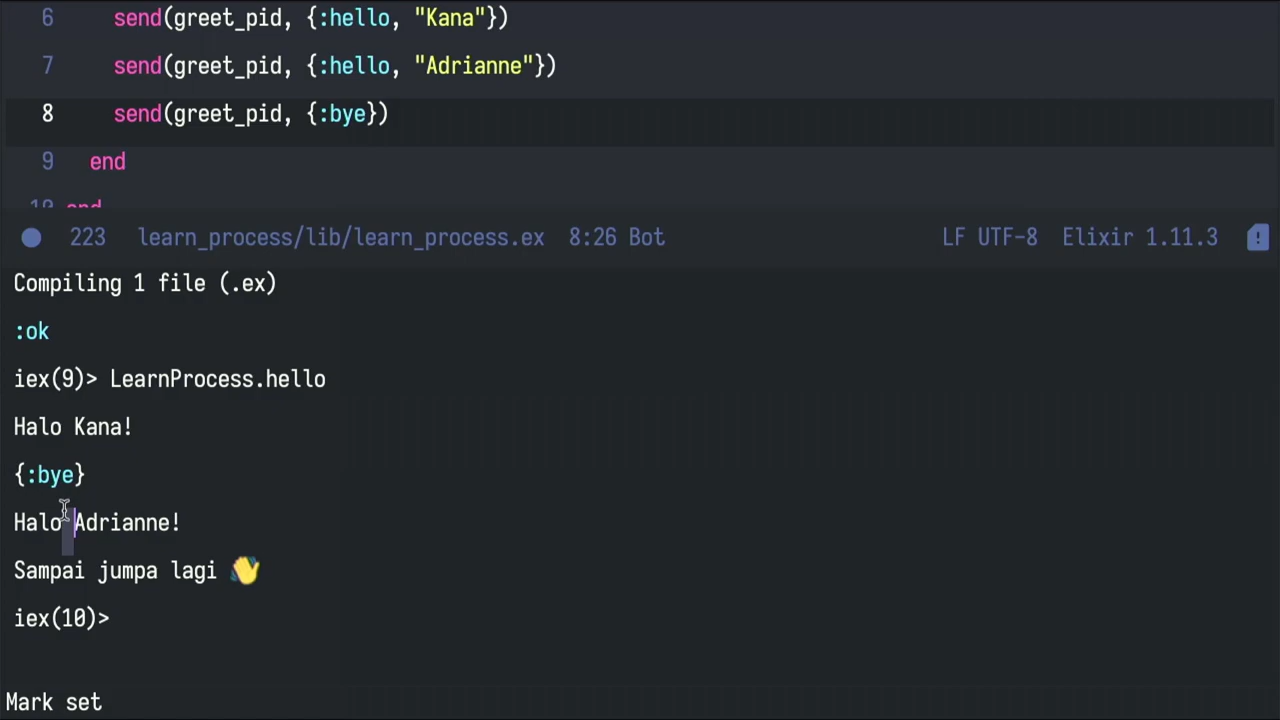 6 send(greet_pid, {:hello, "Kana"})
7 send(greet_pid, {:hello, "Adrianne"})
8 send(greet_pid, {:bye})
9 end
10 end
223 learn_process/lib/learn_process.ex 8:26 Bot LF UTF-8 Elixir 1.11.3
Compiling 1 file (.ex)
:ok
iex(9)> LearnProcess.hello
Halo Kana!
{:bye}
Halo Adrianne!
Sampai jumpa lagi 👋
iex(10)>
Mark set